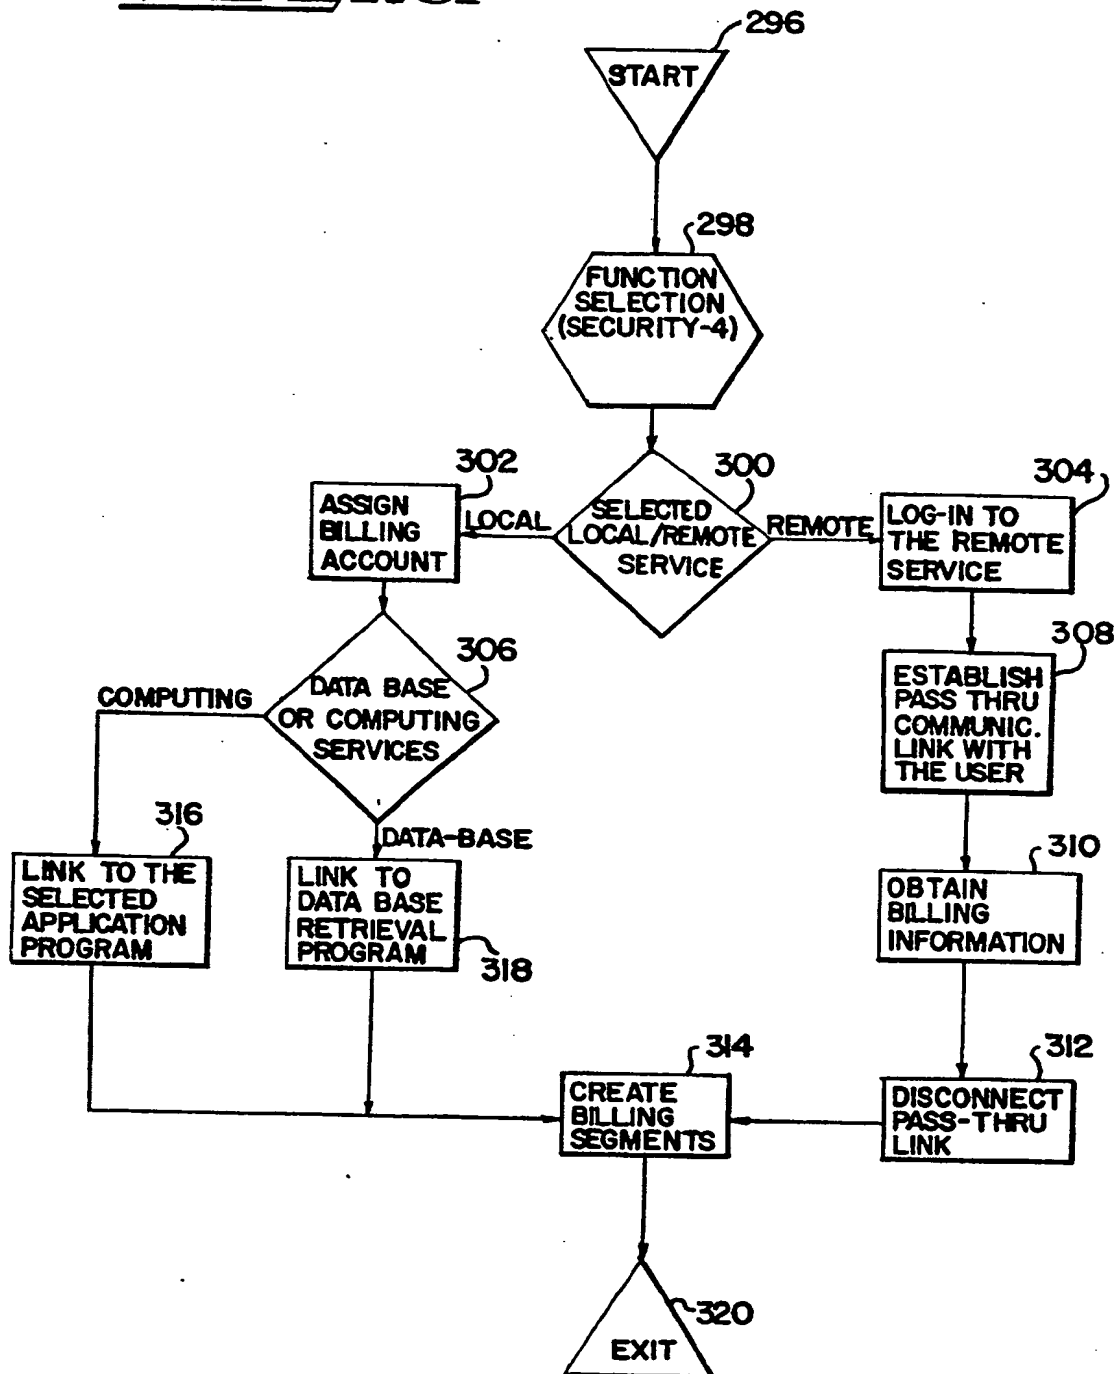 296
START
298
FUNCTION
SELECTION
(SECURITY-4)
302
300
304
ASSIGN
BILLING
ACCOUNT
LOCAL
SELECTED
LOCAL/REMOTE
SERVICE
REMOTE
LOG-IN TO
THE REMOTE
SERVICE
306
308
COMPUTING
DATA BASE
OR COMPUTING
SERVICES
ESTABLISH
PASS THRU
COMMUNIC.
LINK WITH
THE USER
316
DATA-BASE
310
LINK TO THE
SELECTED
APPLICATION
PROGRAM
LINK TO
DATA BASE
RETRIEVAL
PROGRAM
318
OBTAIN
BILLING
INFORMATION
314
312
CREATE
BILLING
SEGMENTS
DISCONNECT
PASS-THRU
LINK
320
EXIT